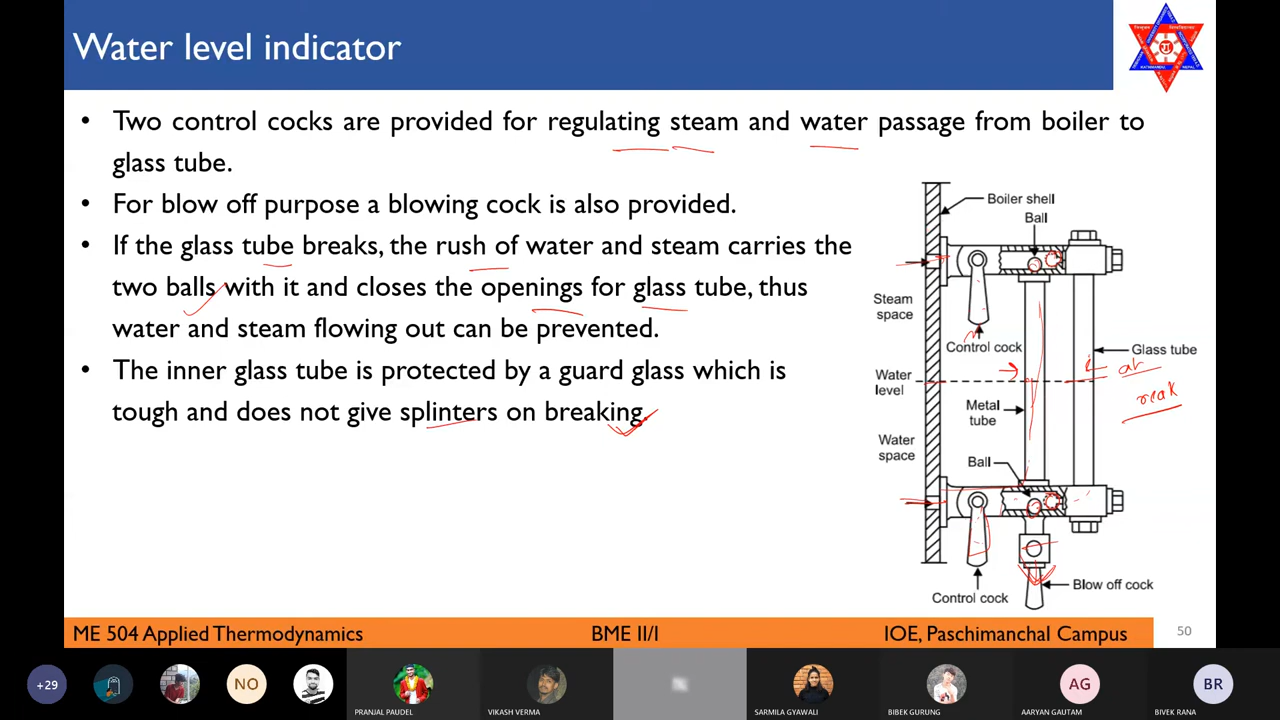 Water level indicator
• Two control cocks are provided for regulating steam and water passage from boiler to
glass tube.
• For blow off purpose a blowing cock is also provided.
• If the glass tube breaks, the rush of water and steam carries the
two balls with it and closes the openings for glass tube, thus
water and steam flowing out can be prevented.
• The inner glass tube is protected by a guard glass which is
tough and does not give splinters on breaking.
Boiler shell
Ball
Steam
space
Control cock
Glass tube
Water
level
Metal
tube
Water
space
Ball
Control cock
Blow off cock
ME 504 Applied Thermodynamics
BME II/I
IOE, Paschimanchal Campus
50
+29
NO
PRANJAL PAUDEL
VIKASH VERMA
SARMILA GYAWALI
BIBEK GURUNG
AG
AARYAN GAUTAM
BR
BIVEK RANA